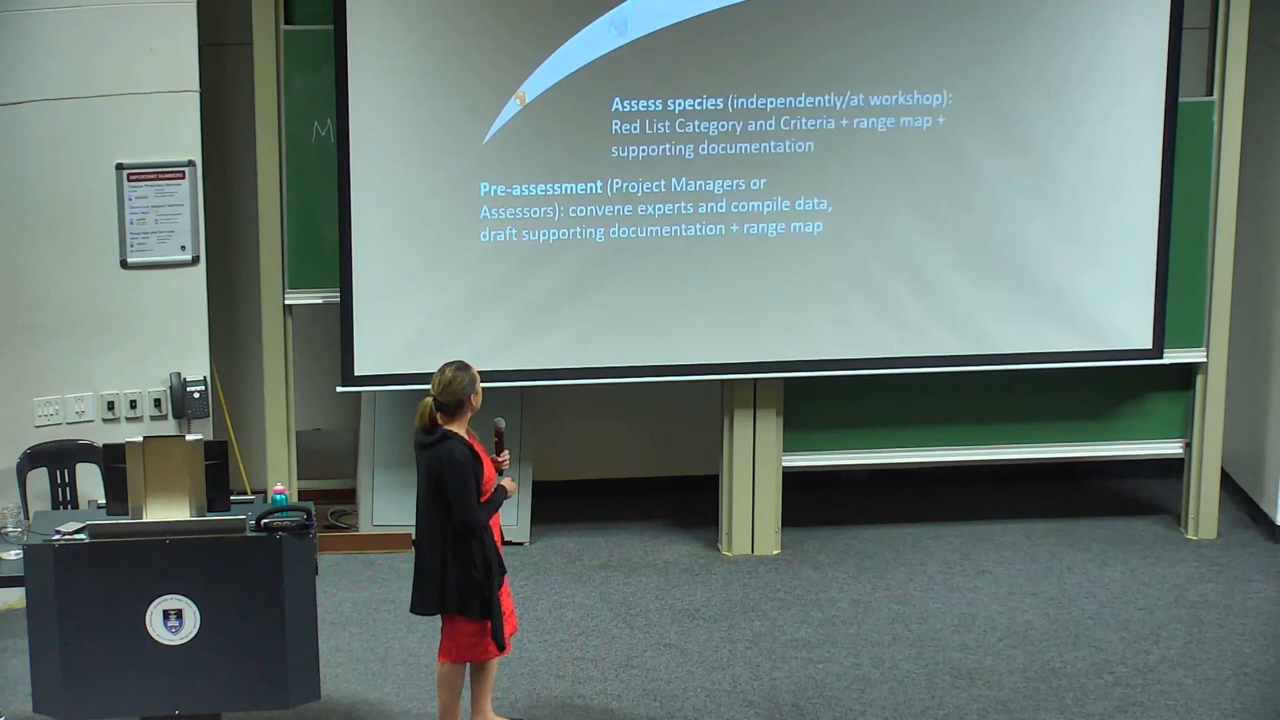 Assess species (independently/at workshop):
Red List Category and Criteria + range map +
supporting documentation
Pre-assessment (Project Managers or
Assessors): convene experts and compile data,
draft supporting documentation + range map
M
IMPORTANT NUMBERS